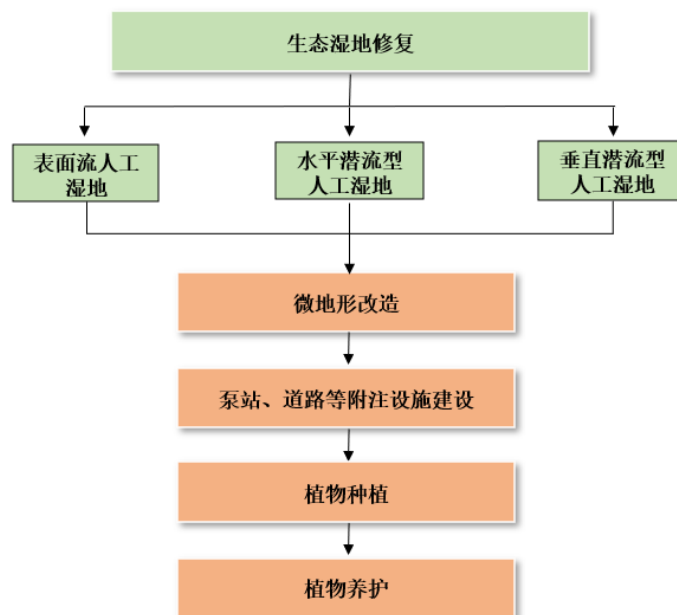 生态湿地修复
表面流人工
湿地
水平潜流型
人工湿地
垂直潜流型
人工湿地
微地形改造
泵站、道路等附注设施建设
植物种植
植物养护